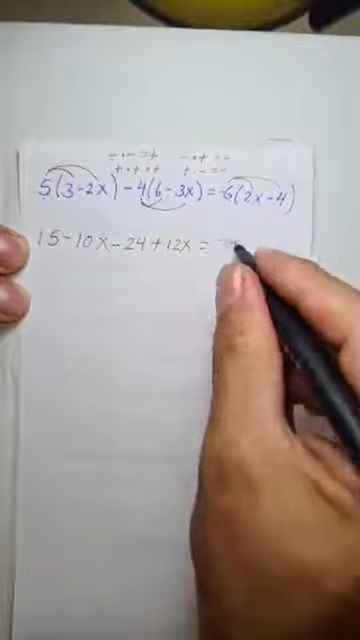 - · - = + - · + = -
+ · + = + + · - = -
5(3-2x)-4(6-3x)=-6(2x-4)
15-10x-24+12x=-